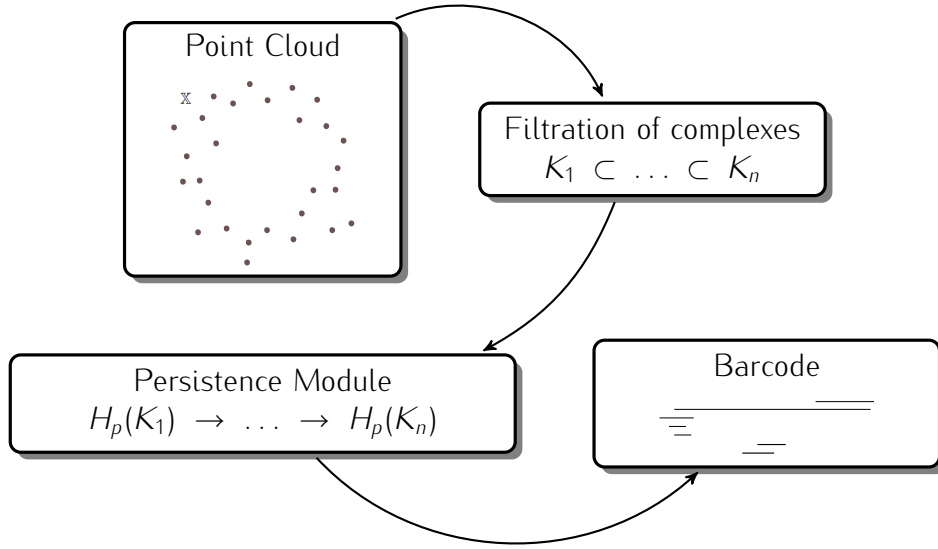 Point Cloud
𝕏
Filtration of complexes
K₁ ⊂ … ⊂ Kₙ
Persistence Module
Hₚ(K₁) → … → Hₚ(Kₙ)
Barcode